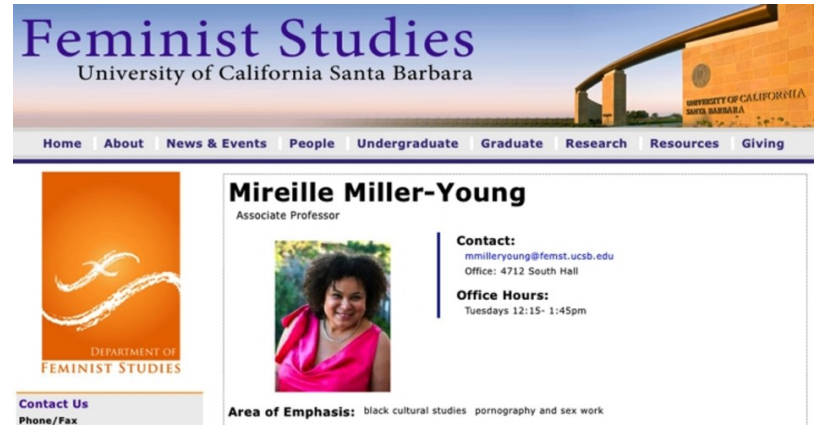 Feminist Studies
University of California Santa Barbara
UNIVERSITY OF CALIFORNIA
SANTA BARBARA
Home About News & Events People Undergraduate Graduate Research Resources Giving
Mireille Miller-Young
Associate Professor
Contact:
mmilleryoung@femst.ucsb.edu
Office: 4712 South Hall
Office Hours:
Tuesdays 12:15- 1:45pm
DEPARTMENT OF
FEMINIST STUDIES
Area of Emphasis: black cultural studies pornography and sex work
Contact Us
Phone/Fax